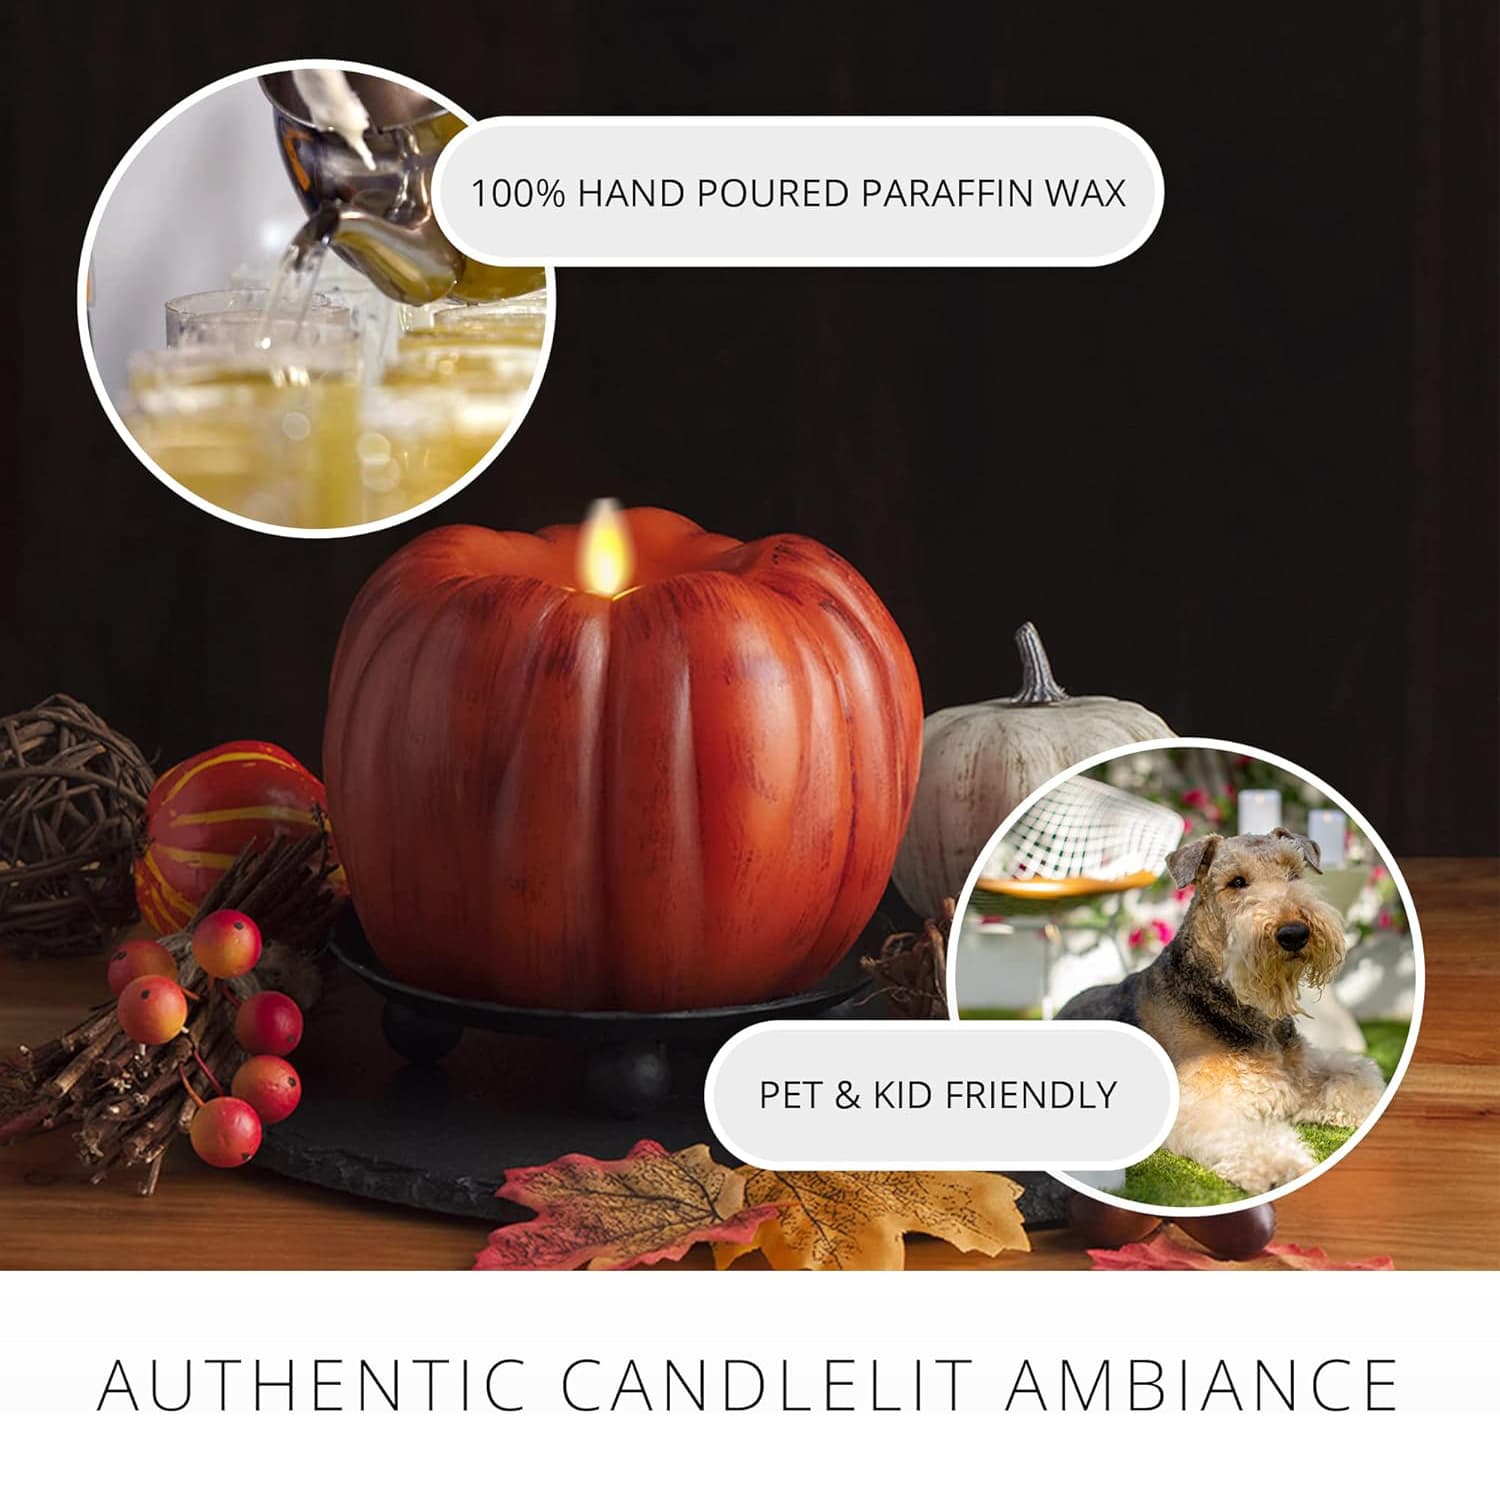 100% HAND POURED PARAFFIN WAX
PET & KID FRIENDLY
AUTHENTIC CANDLELIT AMBIANCE